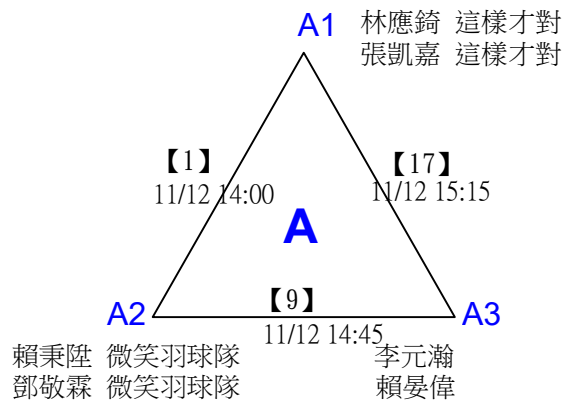 A1
林應錡 這樣才對
張凱嘉 這樣才對
【1】
11/12 14:00
【17】
11/12 15:15
A
A2
【9】
11/12 14:45
A3
賴秉陞 微笑羽球隊
鄧敬霖 微笑羽球隊
李元瀚
賴晏偉